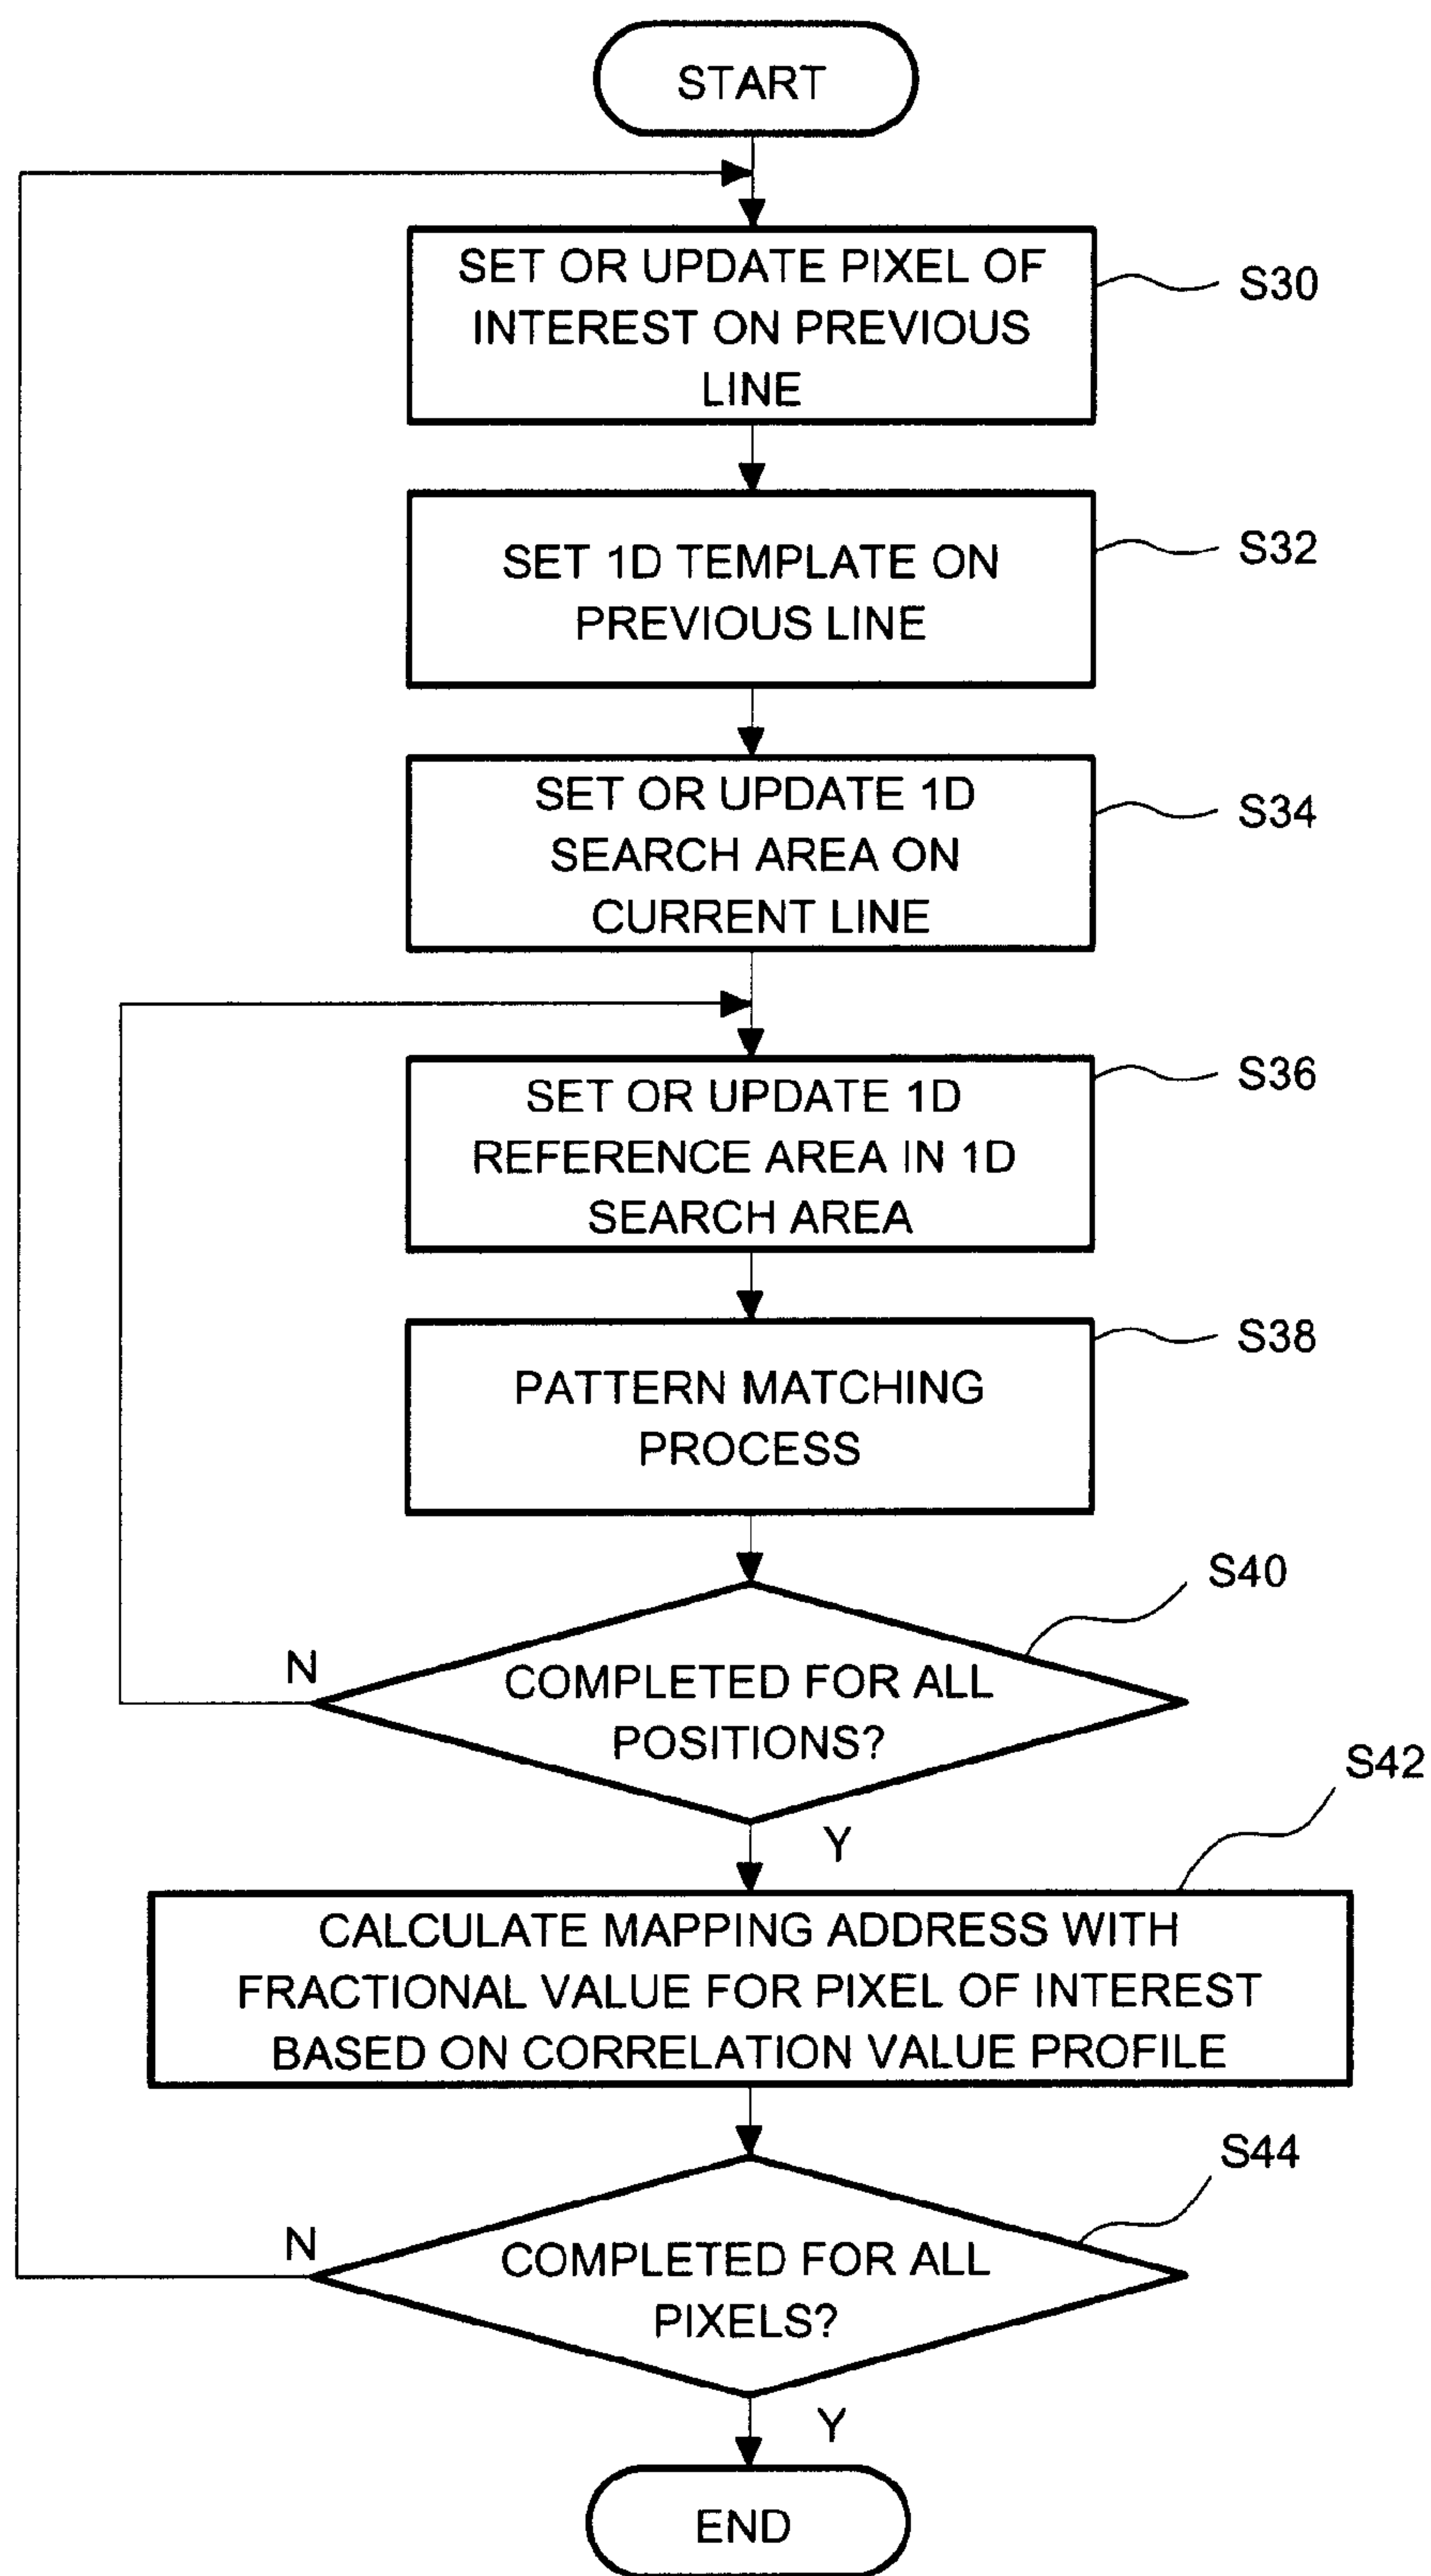 START
SET OR UPDATE PIXEL OF
INTEREST ON PREVIOUS
LINE
S30
SET 1D TEMPLATE ON
PREVIOUS LINE
S32
SET OR UPDATE 1D
SEARCH AREA ON
CURRENT LINE
S34
SET OR UPDATE 1D
REFERENCE AREA IN 1D
SEARCH AREA
S36
PATTERN MATCHING
PROCESS
S38
S40
N
COMPLETED FOR ALL
POSITIONS?
Y
S42
CALCULATE MAPPING ADDRESS WITH
FRACTIONAL VALUE FOR PIXEL OF INTEREST
BASED ON CORRELATION VALUE PROFILE
S44
N
COMPLETED FOR ALL
PIXELS?
Y
END